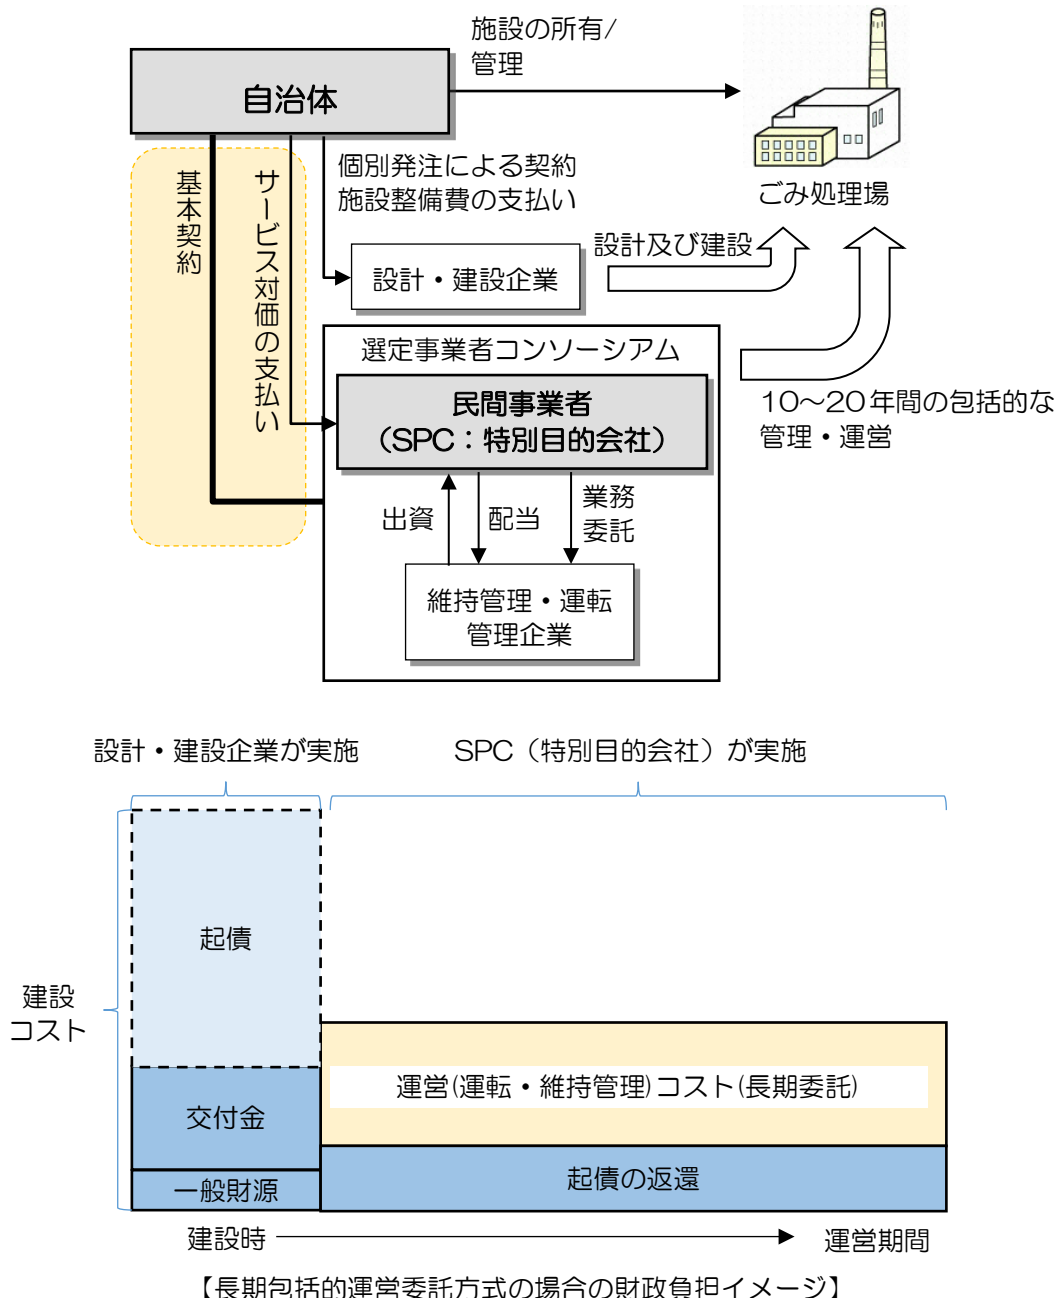 施設の所有/
管理
自治体
個別発注による契約
施設整備費の支払い
基本契約
サービス対価の支払い
ごみ処理場
設計及び建設
設計・建設企業
選定事業者コンソーシアム
民間事業者
（SPC：特別目的会社）
10～20年間の包括的な
管理・運営
出資
配当
業務
委託
維持管理・運転
管理企業
設計・建設企業が実施
SPC（特別目的会社）が実施
起債
建設
コスト
運営(運転・維持管理)コスト(長期委託)
交付金
起債の返還
一般財源
建設時
運営期間
【長期包括的運営委託方式の場合の財政負担イメージ】